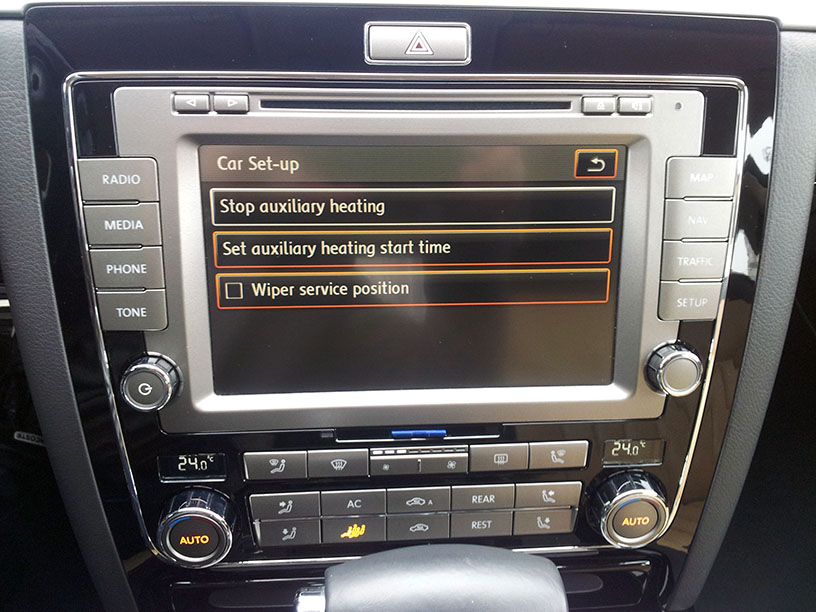 Car Set-up
Stop auxiliary heating
Set auxiliary heating start time
Wiper service position
RADIO
MEDIA
PHONE
TONE
MAP
NAV
TRAFFIC
SETUP
24.0°C
24.0°C
AC
A
REAR
REST
AUTO
AUTO